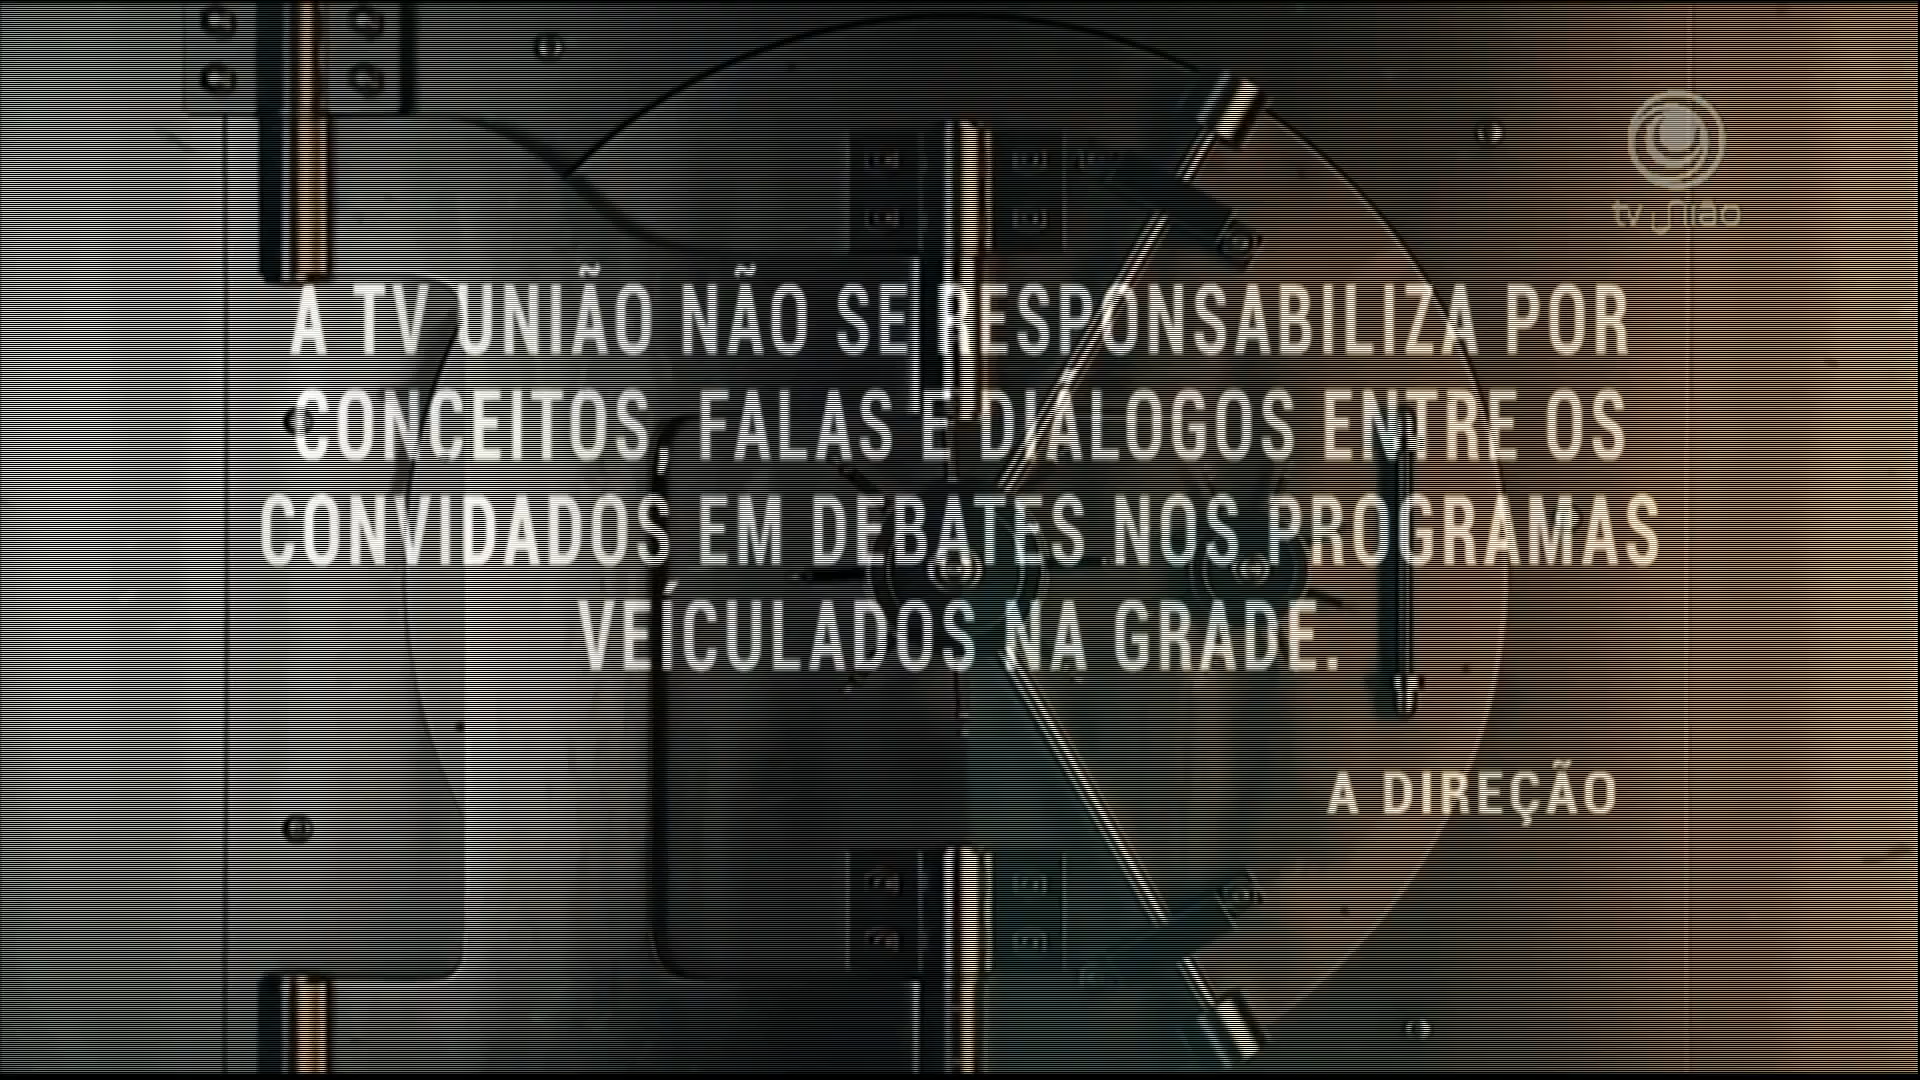 tv união
A TV UNIÃO NÃO SE RESPONSABILIZA POR
CONCEITOS, FALAS E DIALOGOS ENTRE OS
CONVIDADOS EM DEBATES NOS PROGRAMAS
VEÍCULADOS NA GRADE.
A DIREÇÃO